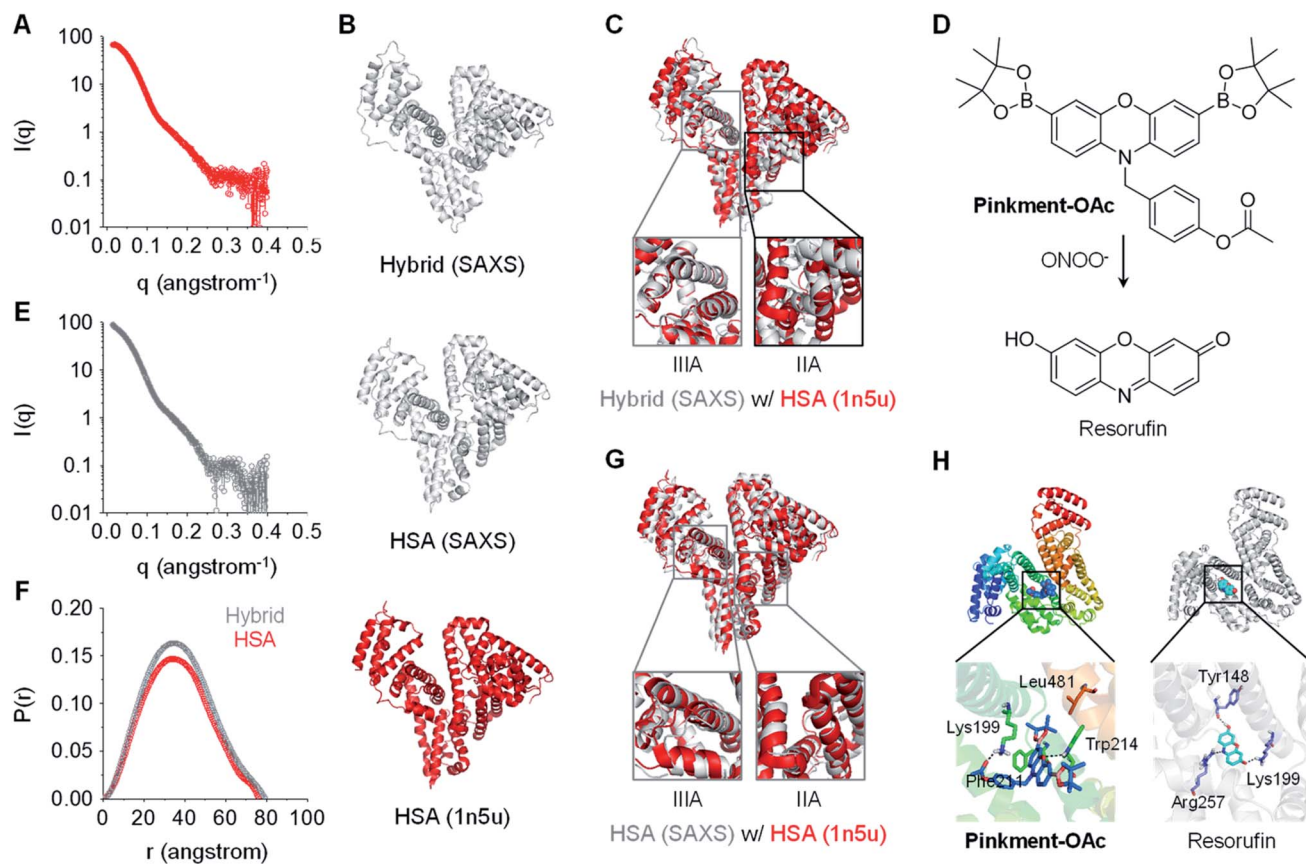 A
100
10
1
0.1
0.01
I(q)
0.0 0.1 0.2 0.3 0.4 0.5
q (angstrom-1)
B
Hybrid (SAXS)
HSA (SAXS)
HSA (1n5u)
C
IIIA
IIA
Hybrid (SAXS) w/ HSA (1n5u)
D
O
O
B
O
B
O
O
N
Pinkment-OAc
O
O
ONOO-
HO
O
O
N
Resorufin
E
100
10
1
0.1
0.01
I(q)
0.0 0.1 0.2 0.3 0.4 0.5
q (angstrom-1)
F
0.20
0.15
0.10
0.05
0.00
P(r)
Hybrid
HSA
0 20 40 60 80 100
r (angstrom)
G
IIIA
IIA
HSA (SAXS) w/ HSA (1n5u)
H
Leu481
Lys199
Trp214
Phe211
Pinkment-OAc
Tyr148
Lys199
Arg257
Resorufin